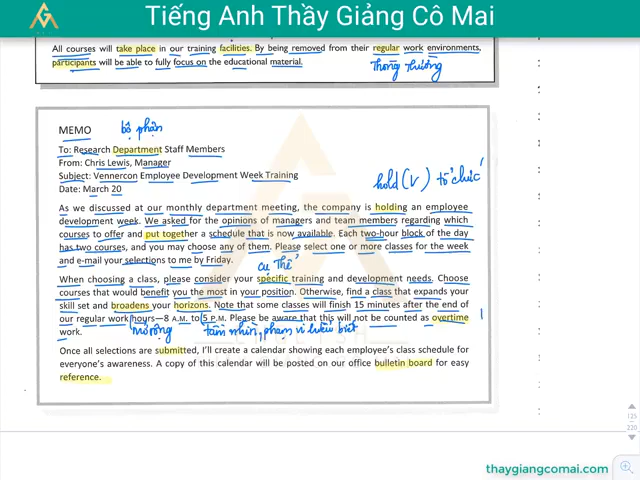 Tiếng Anh Thầy Giảng Cô Mai
All courses will take place in our training facilities. By being removed from their regular work environments,
participants will be able to fully focus on the educational material.
thông thường
MEMO
bộ phận
To: Research Department Staff Members
From: Chris Lewis, Manager
Subject: Vennercon Employee Development Week Training
hold (v) tổ chức
Date: March 20
As we discussed at our monthly department meeting, the company is holding an employee
development week. We asked for the opinions of managers and team members regarding which
courses to offer and put together a schedule that is now available. Each two-hour block of the day
has two courses, and you may choose any of them. Please select one or more classes for the week
and e-mail your selections to me by Friday.
cụ thể
When choosing a class, please consider your specific training and development needs. Choose
courses that would benefit you the most in your position. Otherwise, find a class that expands your
skill set and broadens your horizons. Note that some classes will finish 15 minutes after the end of
our regular work hours—8 A.M. to 5 P.M. Please be aware that this will not be counted as overtime
work.
mở rộng
tầm nhìn, phạm vi hiểu biết
Once all selections are submitted, I'll create a calendar showing each employee's class schedule for
everyone's awareness. A copy of this calendar will be posted on our office bulletin board for easy
reference.
125
220
thaygiangcomai.com